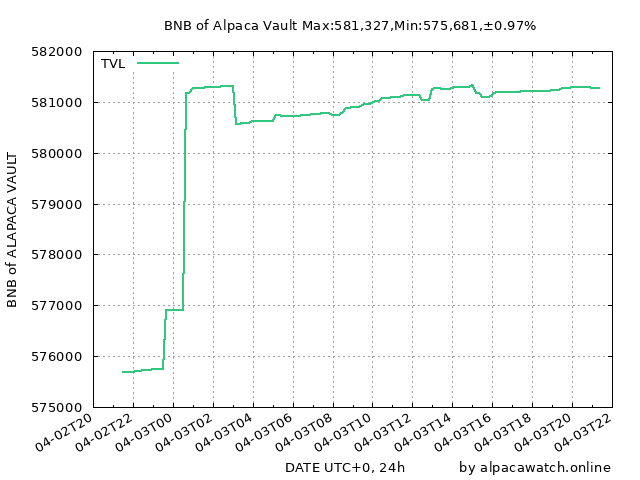 BNB of Alpaca Vault Max:581,327,Min:575,681,±0.97%
TVL
BNB of ALAPACA VAULT
582000
581000
580000
579000
578000
577000
576000
575000
04-02T20
04-02T22
04-03T00
04-03T02
04-03T04
04-03T06
04-03T08
04-03T10
04-03T12
04-03T14
04-03T16
04-03T18
04-03T20
04-03T22
DATE UTC+0, 24h
by alpacawatch.online